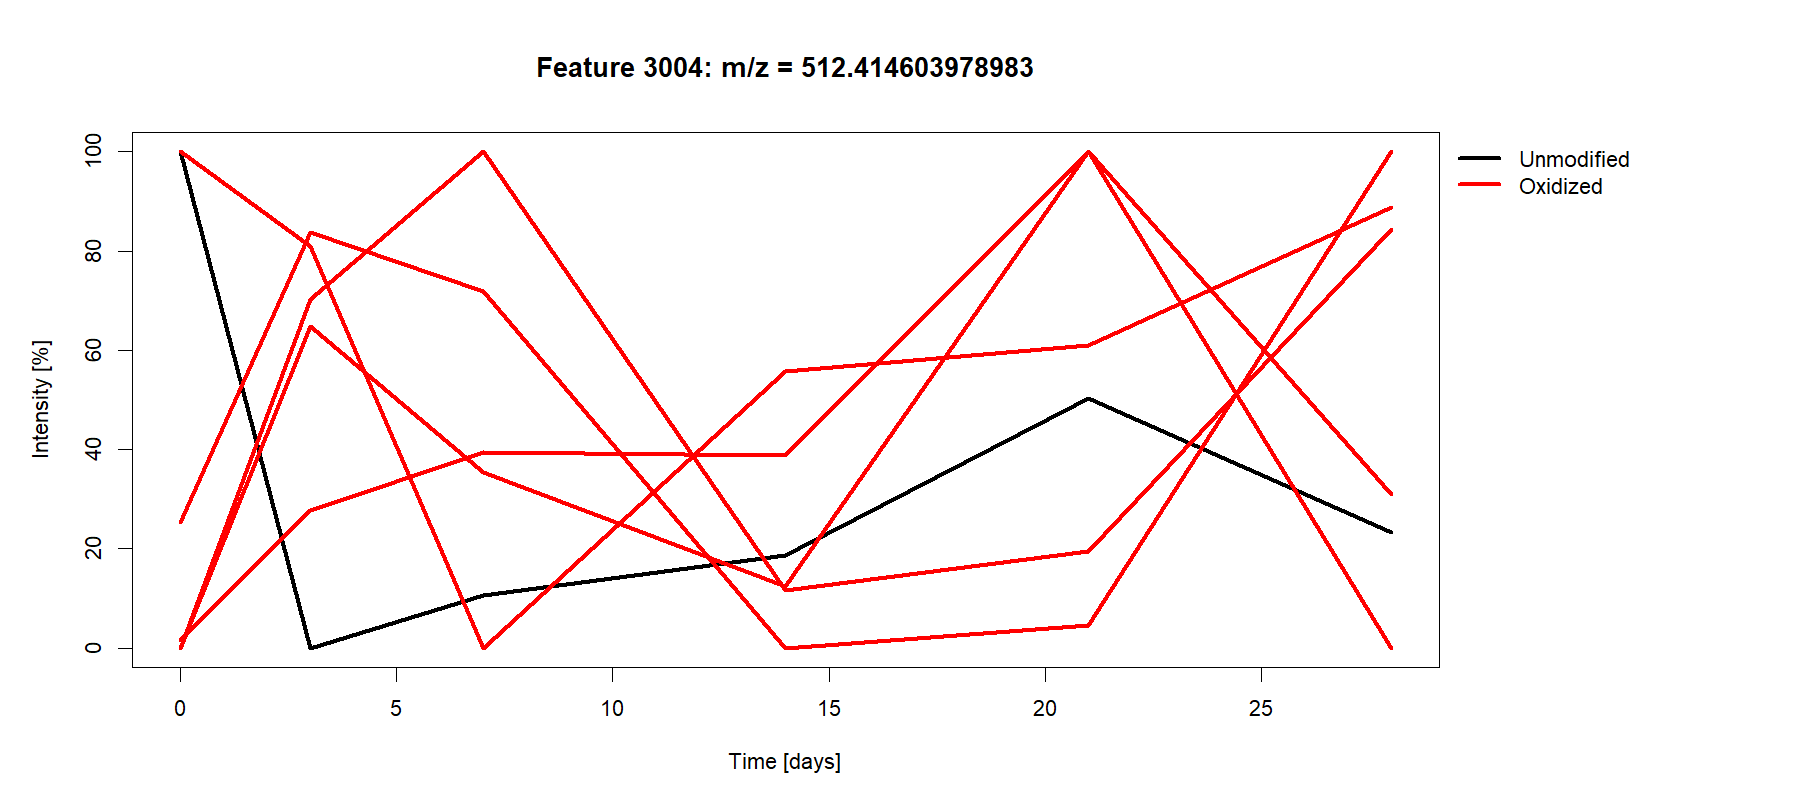 Feature 3004: m/z = 512.414603978983
100
80
60
40
20
0
Intensity [%]
0 5 10 15 20 25
Time [days]
Unmodified
Oxidized